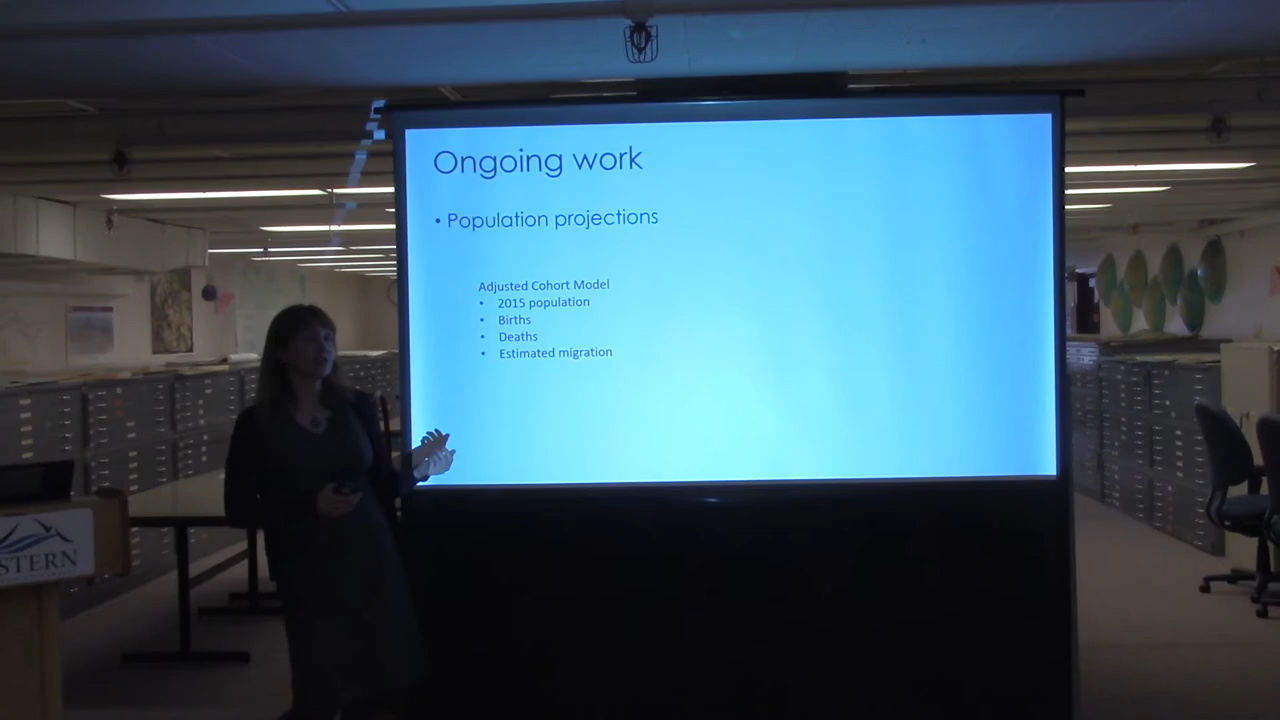 Ongoing work
• Population projections
Adjusted Cohort Model
• 2015 population
• Births
• Deaths
• Estimated migration
STERN